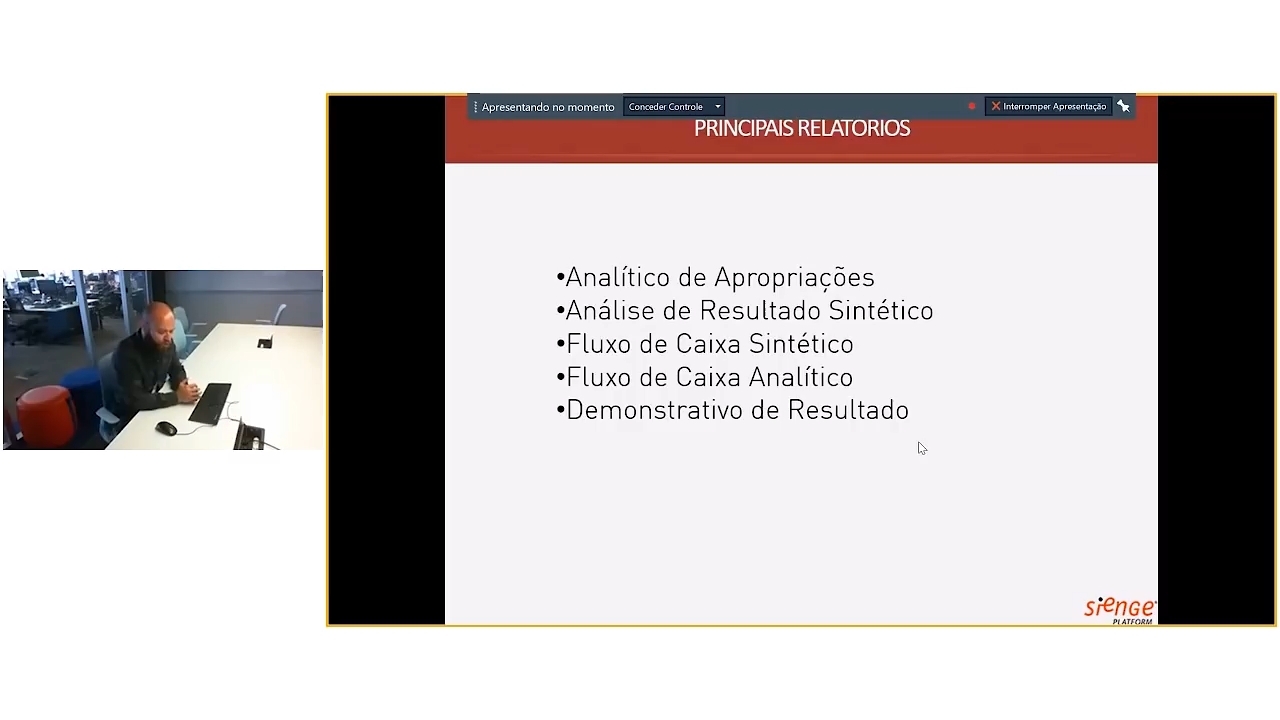 Apresentando no momento
Conceder Controle
Interromper Apresentação
PRINCIPAIS RELATORIOS
•Analítico de Apropriações
•Análise de Resultado Sintético
•Fluxo de Caixa Sintético
•Fluxo de Caixa Analítico
•Demonstrativo de Resultado
sienge
PLATFORM